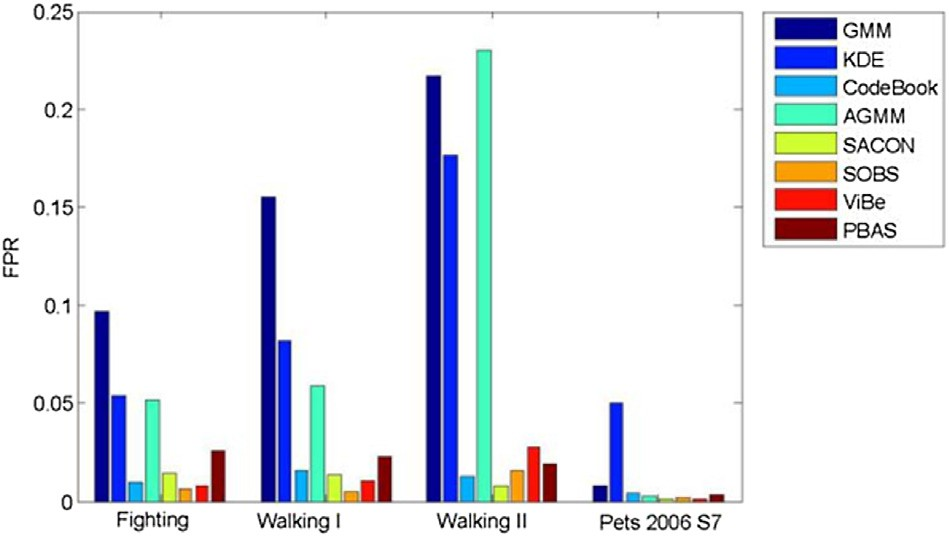 0.25
0.2
0.15
0.1
0.05
0
FPR
Fighting
Walking I
Walking II
Pets 2006 S7
GMM
KDE
CodeBook
AGMM
SACON
SOBS
ViBe
PBAS